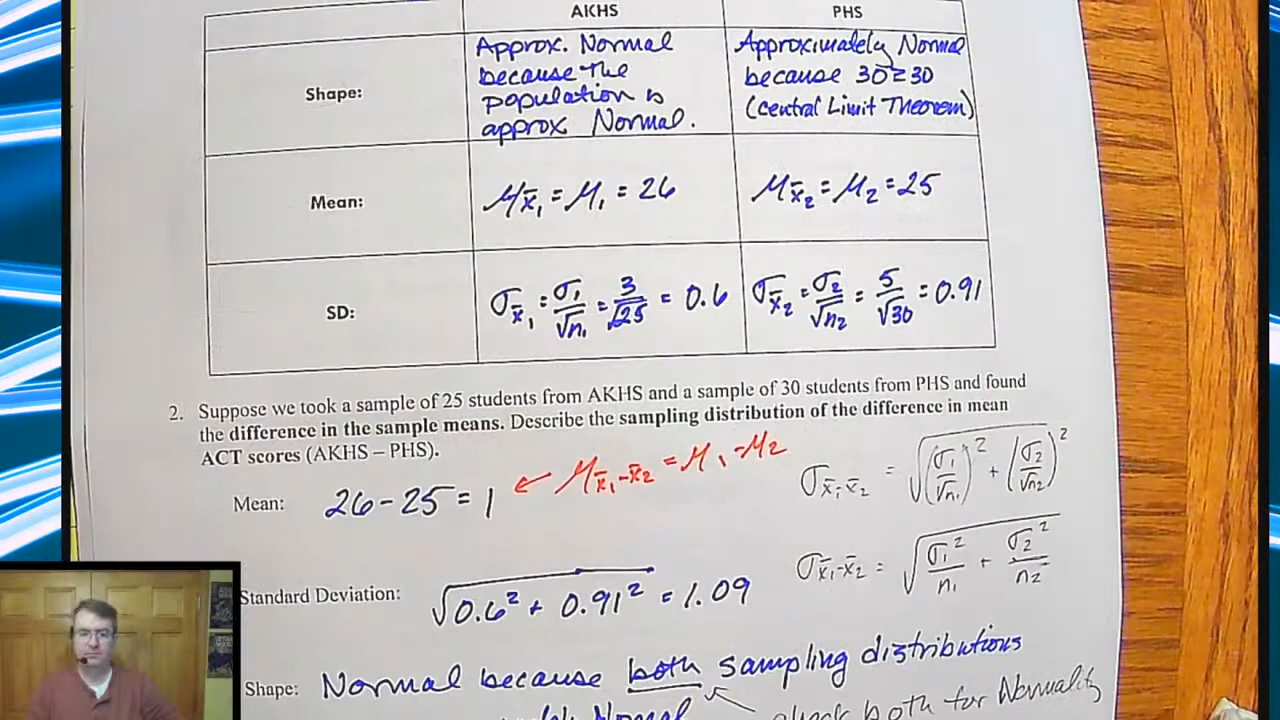 AKHS
PHS
Shape:
Approx. Normal
because the
population is
approx. Normal.
Approximately Normal
because 30≥30
(Central Limit Theorem)
Mean:
μx̄₁ = μ₁ = 26
μx̄₂ = μ₂ = 25
SD:
σx̄₁ = σ₁/√n₁ = 3/√25 = 0.6
σx̄₂ = σ₂/√n₂ = 5/√30 = 0.91
2. Suppose we took a sample of 25 students from AKHS and a sample of 30 students from PHS and found
the difference in the sample means. Describe the sampling distribution of the difference in mean
ACT scores (AKHS – PHS).
Mean: 26-25 = 1 ← μx̄₁-x̄₂ = μ₁-μ₂
σx̄₁-x̄₂ = √((σ₁/√n₁)² + (σ₂/√n₂)²)
σx̄₁-x̄₂ = √(σ₁²/n₁ + σ₂²/n₂)
Standard Deviation: √(0.6² + 0.91²) = 1.09
Shape: Normal because both sampling distributions
Normal
check both for Normality